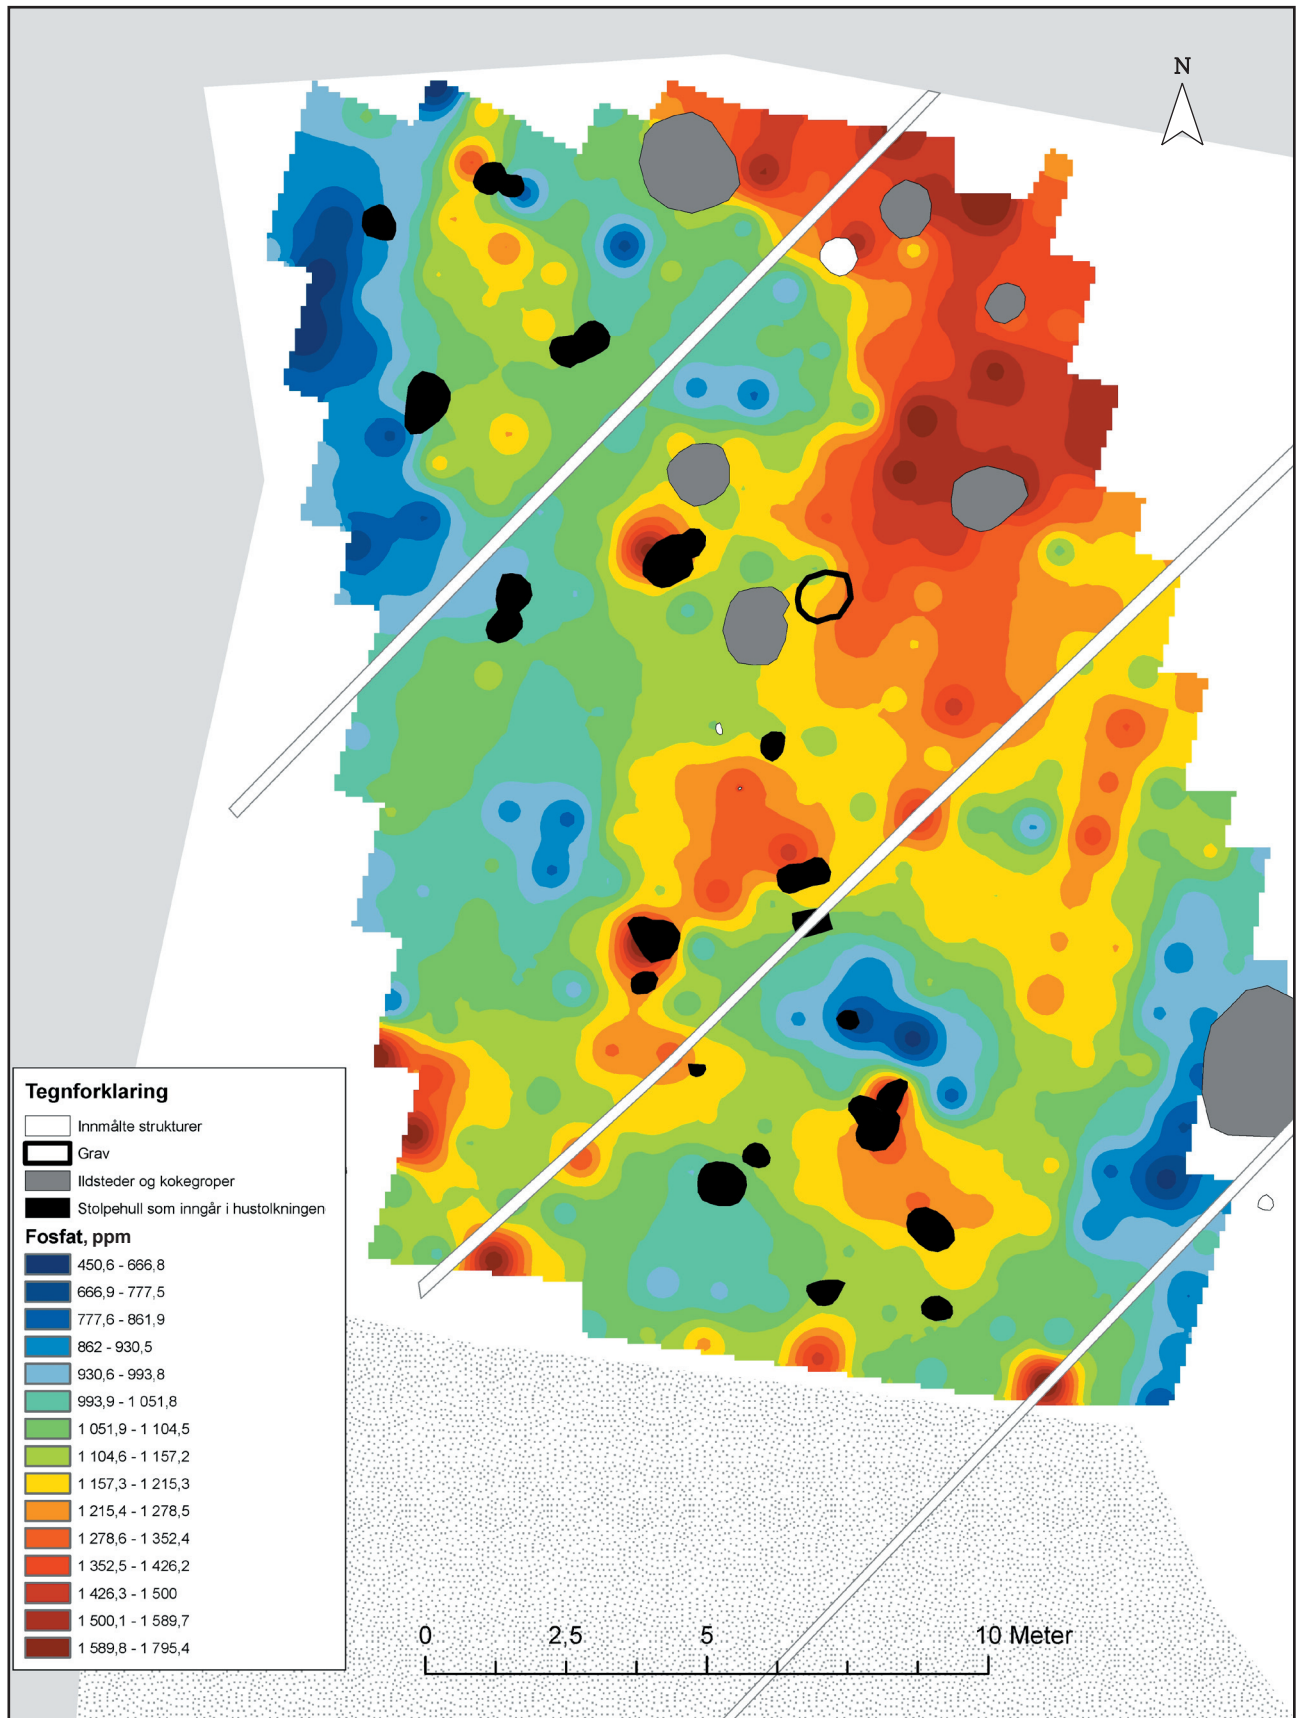 N
Tegnforklaring
Innmålte strukturer
Grav
Ildsteder og kokegroper
Stolpehull som inngår i hustolkningen
Fosfat, ppm
450,6 - 666,8
666,9 - 777,5
777,6 - 861,9
862 - 930,5
930,6 - 993,8
993,9 - 1 051,8
1 051,9 - 1 104,5
1 104,6 - 1 157,2
1 157,3 - 1 215,3
1 215,4 - 1 278,5
1 278,6 - 1 352,4
1 352,5 - 1 426,2
1 426,3 - 1 500
1 500,1 - 1 589,7
1 589,8 - 1 795,4
0 2,5 5 10 Meter